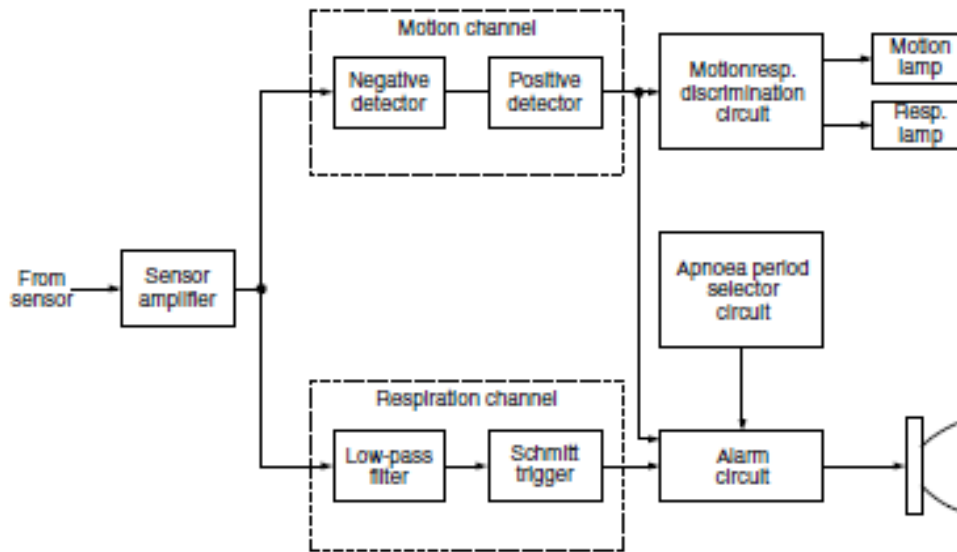 Motion channel
Negative
detector
Positive
detector
Motionresp.
discrimination
circuit
Motion
lamp
Resp.
lamp
From
sensor
Sensor
amplifier
Apnoea period
selector
circuit
Respiration channel
Low-pass
filter
Schmitt
trigger
Alarm
circuit